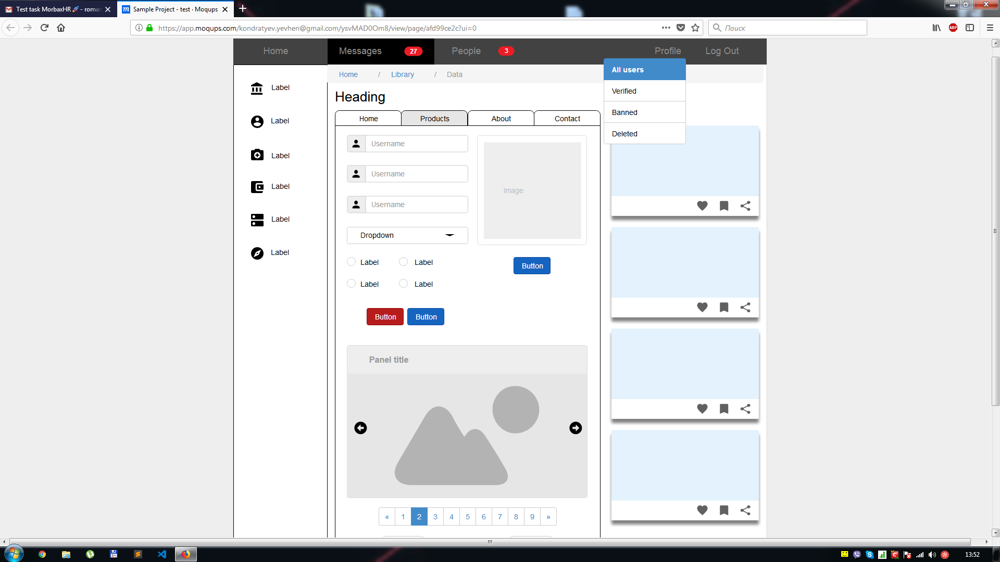 Test task MorbaxHR🚀 - roman
Sample Project - test · Moqups
https://app.moqups.com/kondratyev.yevhen@gmail.com/ysvMAD0Om8/view/page/afd99ce2c?ui=0
Поиск
ABP
Home
Messages
27
People
3
Profile
Log Out
Home / Library / Data
All users
Verified
Banned
Deleted
Label
Label
Label
Label
Label
Label
Heading
Home
Products
About
Contact
Username
Username
Username
Image
Dropdown
Label
Label
Label
Label
Button
Button
Button
Panel title
« 1 2 3 4 5 6 7 8 9 »
64
13:52